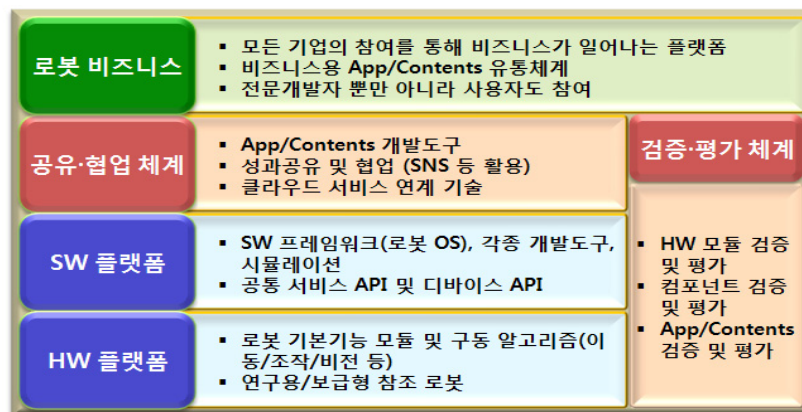 로봇 비즈니스
▪ 모든 기업의 참여를 통해 비즈니스가 일어나는 플랫폼
▪ 비즈니스용 App/Contents 유통체계
▪ 전문개발자 뿐만 아니라 사용자도 참여
공유·협업 체계
▪ App/Contents 개발도구
▪ 성과공유 및 협업 (SNS 등 활용)
▪ 클라우드 서비스 연계 기술
검증·평가 체계
SW 플랫폼
▪ SW 프레임워크(로봇 OS), 각종 개발도구,
시뮬레이션
▪ 공통 서비스 API 및 디바이스 API
HW 플랫폼
▪ 로봇 기본기능 모듈 및 구동 알고리즘(이
동/조작/비전 등)
▪ 연구용/보급형 참조 로봇
▪ HW 모듈 검증
및 평가
▪ 컴포넌트 검증
및 평가
▪ App/Contents
검증 및 평가